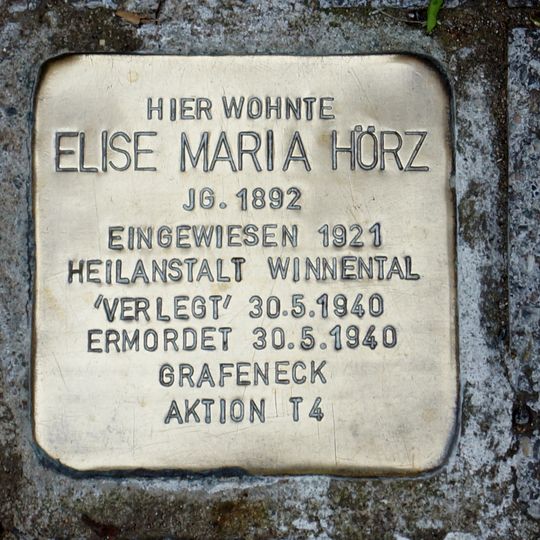 HIER WOHNTE
ELISE MARIA HÖRZ
JG. 1892
EINGEWIESEN 1921
HEILANSTALT WINNENTAL
'VERLEGT' 30.5.1940
ERMORDET 30.5.1940
GRAFENECK
AKTION T4